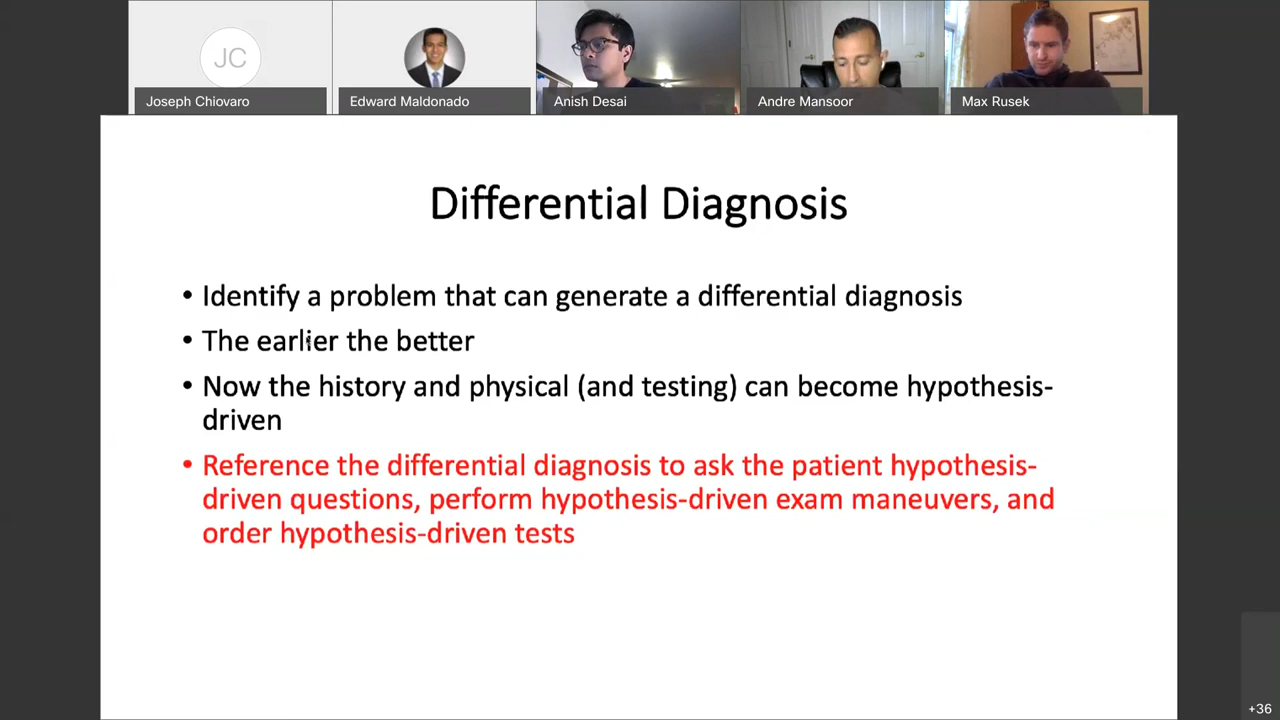 JC
Joseph Chiovaro
Edward Maldonado
Anish Desai
Andre Mansoor
Max Rusek
Differential Diagnosis
• Identify a problem that can generate a differential diagnosis
• The earlier the better
• Now the history and physical (and testing) can become hypothesis-
driven
• Reference the differential diagnosis to ask the patient hypothesis-
driven questions, perform hypothesis-driven exam maneuvers, and
order hypothesis-driven tests
+36